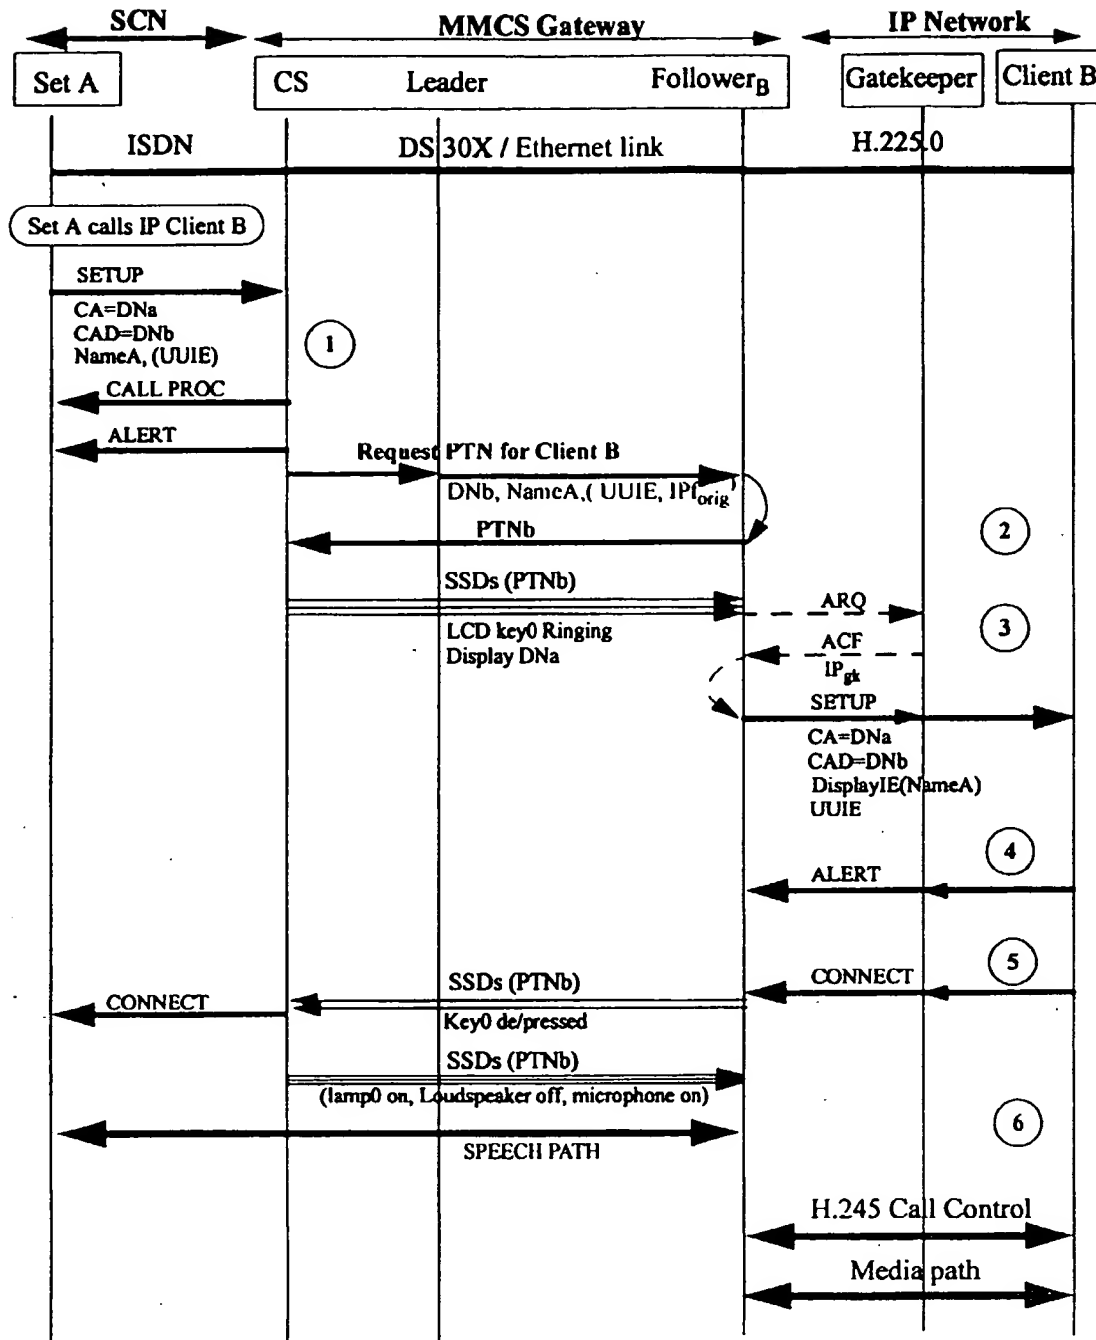 SCN MMCS Gateway IP Network
Set A CS Leader FollowerB Gatekeeper Client B
ISDN DS 30X / Ethernet link H.225.0
Set A calls IP Client B
SETUP
CA=DNa
CAD=DNb
NameA, (UUIE)
1
CALL PROC
ALERT
Request PTN for Client B
DNb, NameA,( UUIE, IPforig)
PTNb
2
SSDs (PTNb)
ARQ
LCD key0 Ringing
Display DNa
3
ACF
IPgk
SETUP
CA=DNa
CAD=DNb
DisplayIE(NameA)
UUIE
4
ALERT
5
CONNECT
SSDs (PTNb)
CONNECT
Key0 de/pressed
SSDs (PTNb)
(lamp0 on, Loudspeaker off, microphone on)
6
SPEECH PATH
H.245 Call Control
Media path